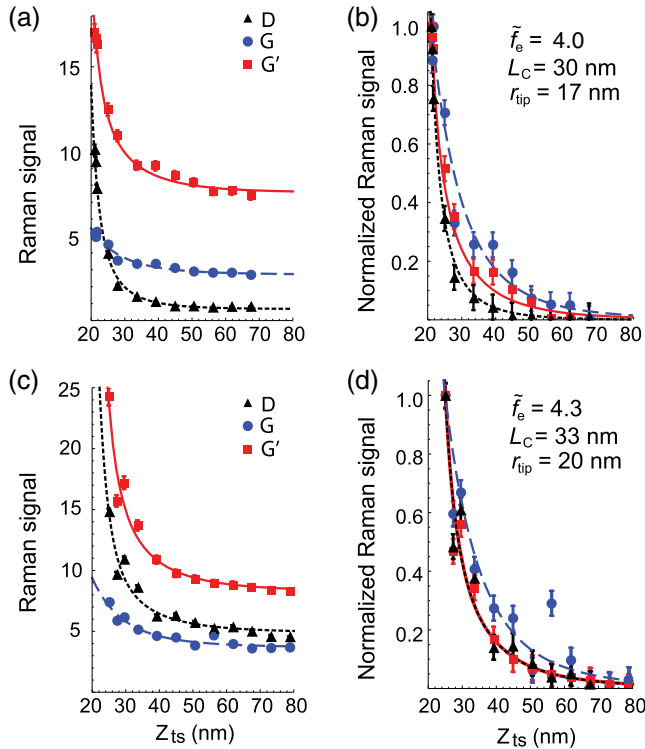 (a)
Raman signal
15
10
5
20 30 40 50 60 70 80
D
G
G’
(b)
Normalized Raman signal
1.0
0.8
0.6
0.4
0.2
20 30 40 50 60 70 80
f̃e = 4.0
LC = 30 nm
rtip = 17 nm
(c)
Raman signal
25
20
15
10
5
20 30 40 50 60 70 80
Zts (nm)
D
G
G’
(d)
Normalized Raman signal
1.0
0.8
0.6
0.4
0.2
20 30 40 50 60 70 80
Zts (nm)
f̃e = 4.3
LC = 33 nm
rtip = 20 nm